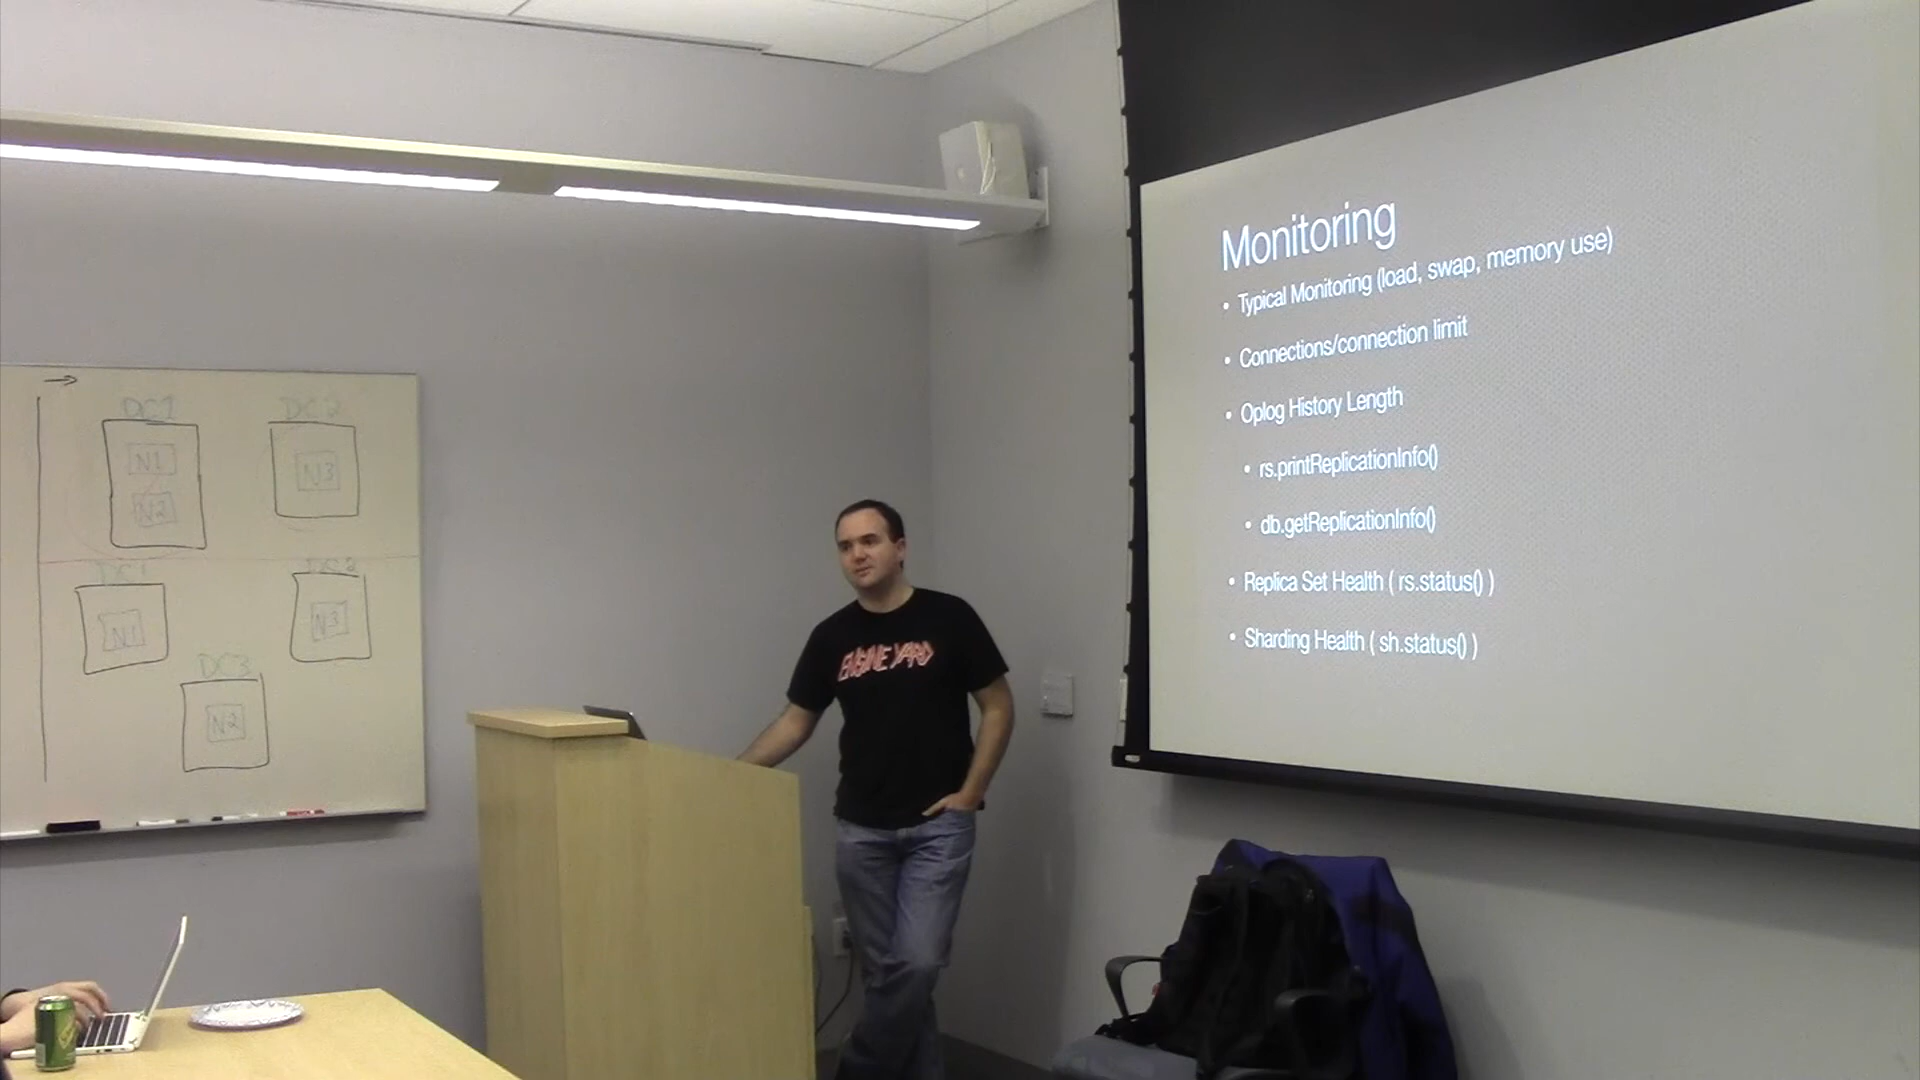 DC1
DC2
N1
N2
N3
DC1
DC2
N1
N3
DC3
N2
ENGINE YARD
Monitoring
• Typical Monitoring (load, swap, memory use)
• Connections/connection limit
• Oplog History Length
• rs.printReplicationInfo()
• db.getReplicationInfo()
• Replica Set Health ( rs.status() )
• Sharding Health ( sh.status() )